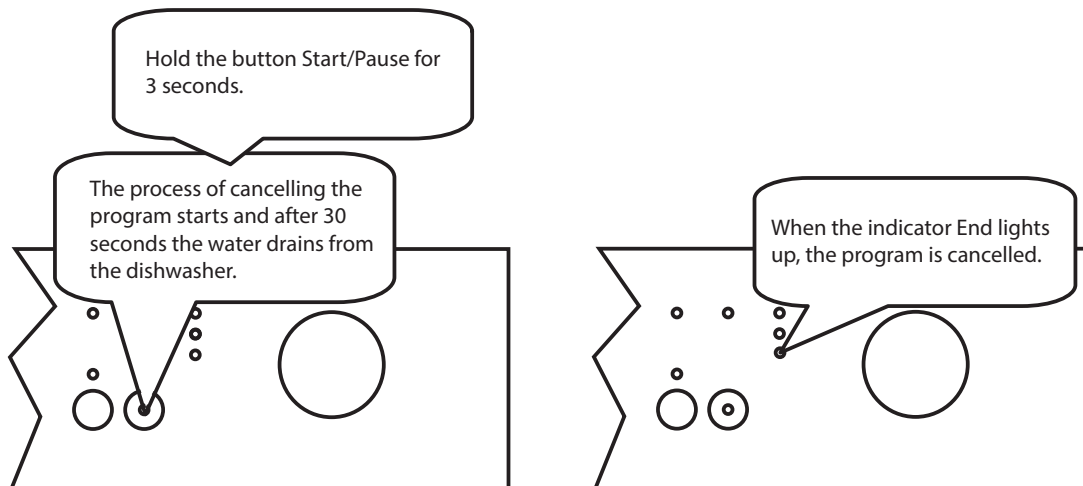 Hold the button Start/Pause for
3 seconds.
The process of cancelling the
program starts and after 30
seconds the water drains from
the dishwasher.
When the indicator End lights
up, the program is cancelled.